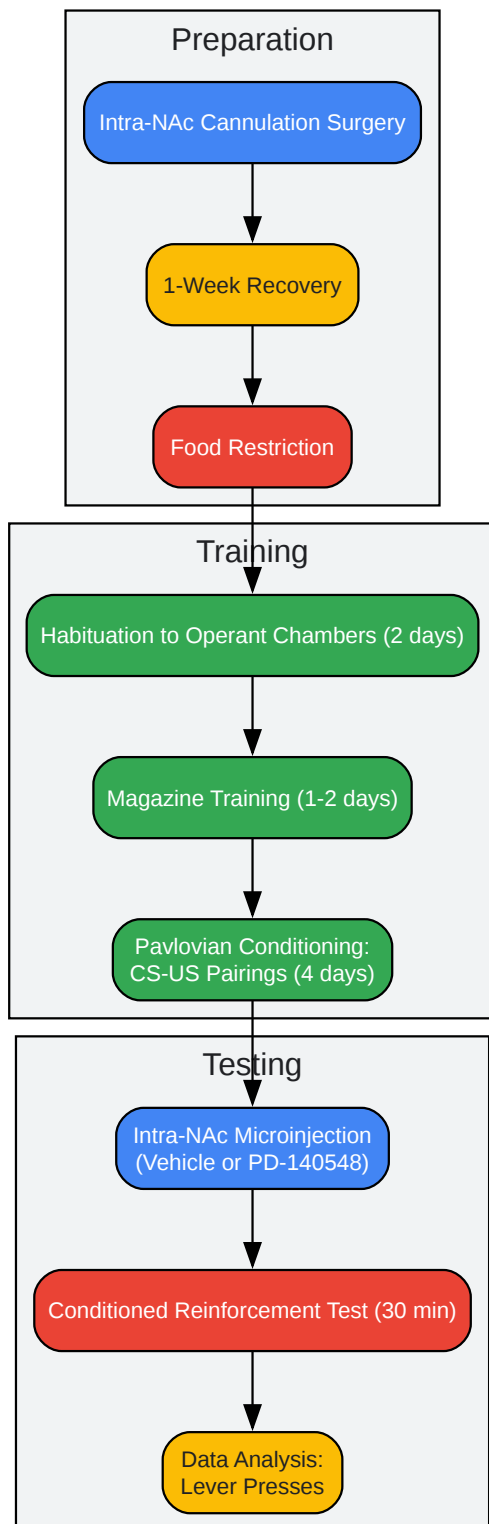 Preparation
Intra-NAc Cannulation Surgery
1-Week Recovery
Food Restriction
Training
Habituation to Operant Chambers (2 days)
Magazine Training (1-2 days)
Pavlovian Conditioning:
CS-US Pairings (4 days)
Testing
Intra-NAc Microinjection
(Vehicle or PD-140548)
Conditioned Reinforcement Test (30 min)
Data Analysis:
Lever Presses